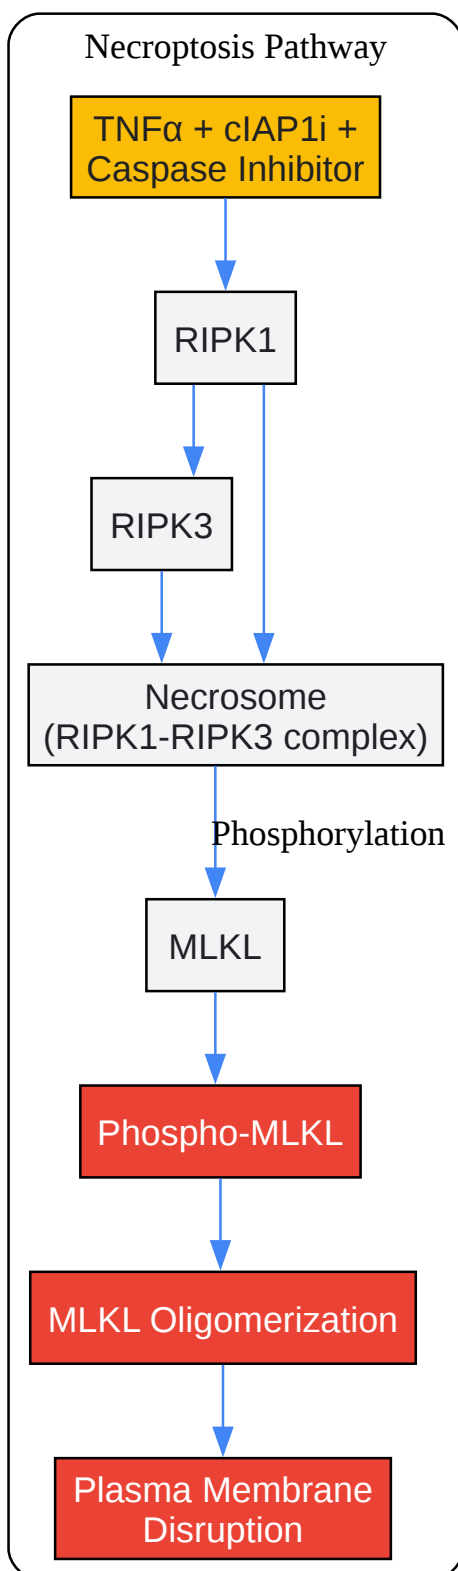 Necroptosis Pathway
TNFα + cIAP1i +
Caspase Inhibitor
RIPK1
RIPK3
Necrosome
(RIPK1-RIPK3 complex)
Phosphorylation
MLKL
Phospho-MLKL
MLKL Oligomerization
Plasma Membrane
Disruption